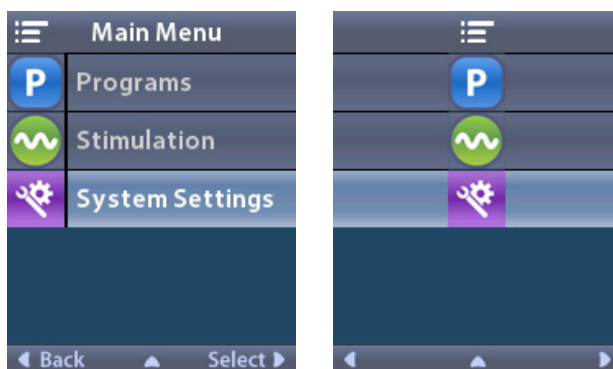 Main Menu
P Programs
Stimulation
System Settings
Back Select
P